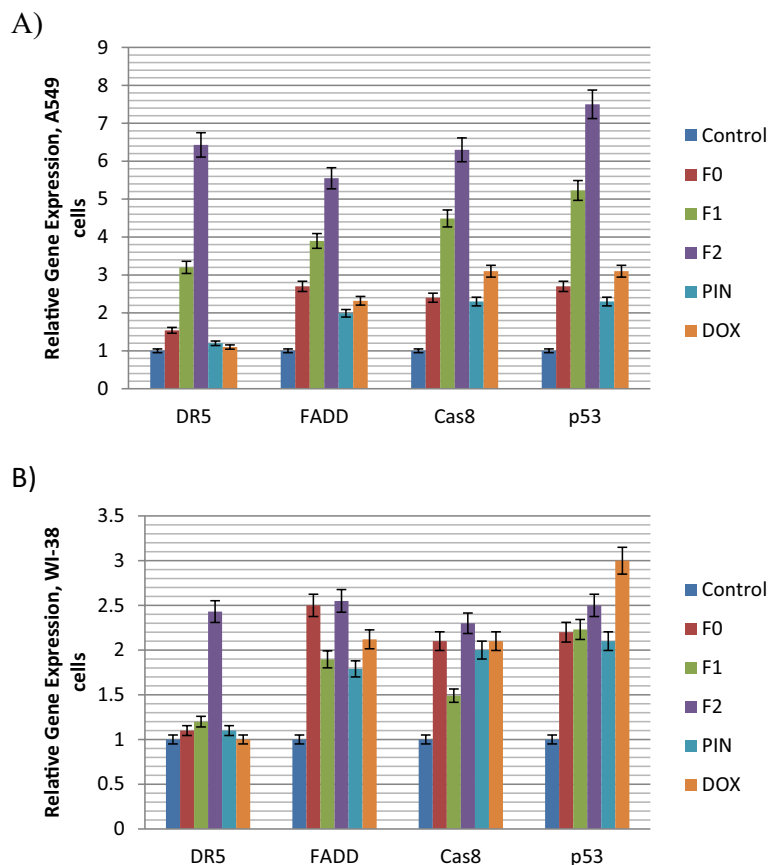 A)
Relative Gene Expression, A549
cells
9
8
7
6
5
4
3
2
1
0
DR5 FADD Cas8 p53
Control
F0
F1
F2
PIN
DOX
B)
Relative Gene Expression, WI-38
cells
3.5
3
2.5
2
1.5
1
0.5
0
DR5 FADD Cas8 p53
Control
F0
F1
F2
PIN
DOX